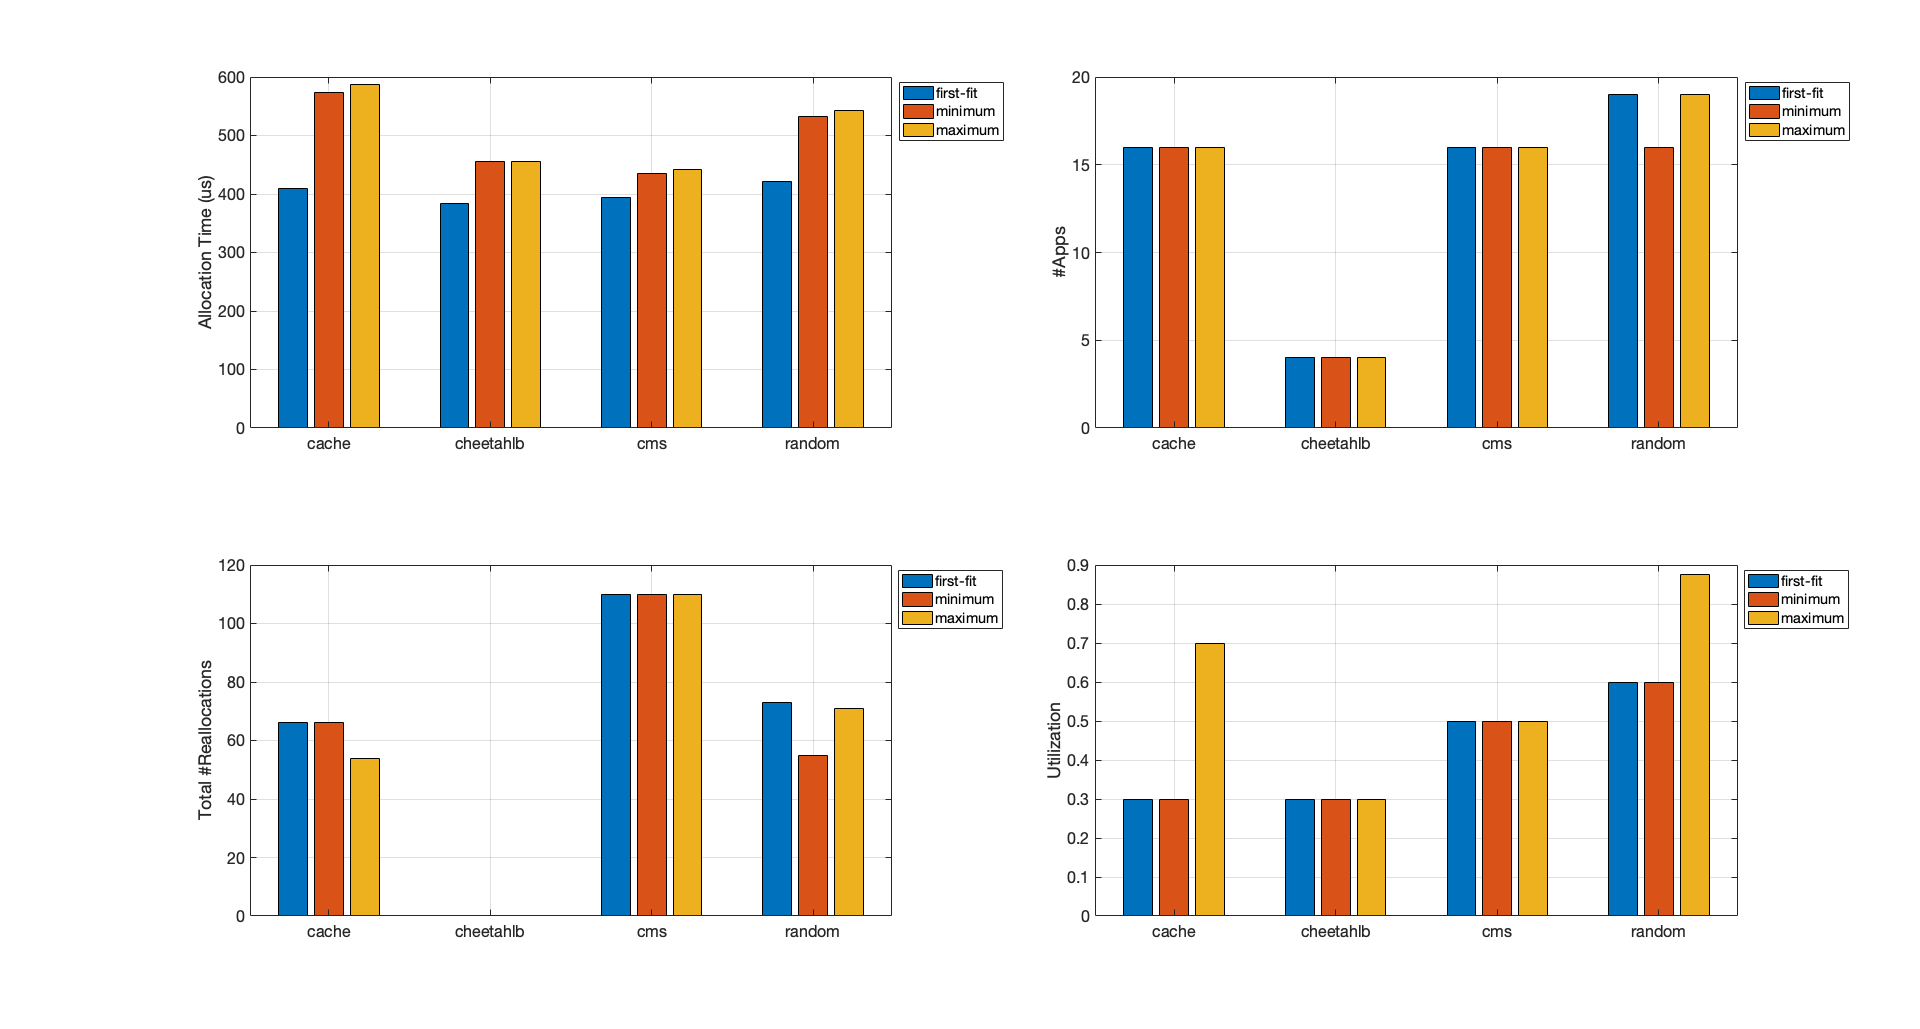 600
500
400
300
200
100
0
Allocation Time (us)
cache
cheetahlb
cms
random
first-fit
minimum
maximum
20
15
10
5
0
#Apps
cache
cheetahlb
cms
random
first-fit
minimum
maximum
120
100
80
60
40
20
0
Total #Reallocations
cache
cheetahlb
cms
random
first-fit
minimum
maximum
0.9
0.8
0.7
0.6
0.5
0.4
0.3
0.2
0.1
0
Utilization
cache
cheetahlb
cms
random
first-fit
minimum
maximum